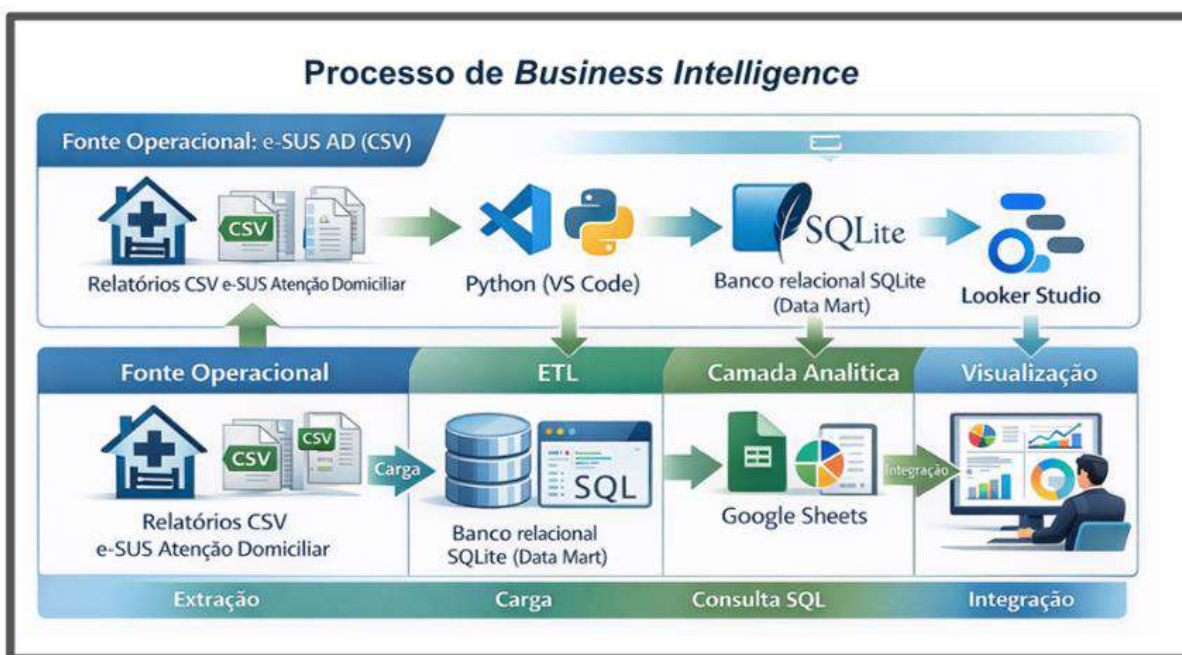 Processo de Business Intelligence
Fonte Operacional: e-SUS AD (CSV)
CSV
SQLite
Relatórios CSV e-SUS Atenção Domiciliar
Python (VS Code)
Banco relacional SQLite
(Data Mart)
Looker Studio
Fonte Operacional
ETL
Camada Analitica
Visualização
CSV
CSV
Carga
SQL
Integração
Relatórios CSV
e-SUS Atenção Domiciliar
Banco relacional
SQLite (Data Mart)
Google Sheets
Extração
Carga
Consulta SQL
Integração